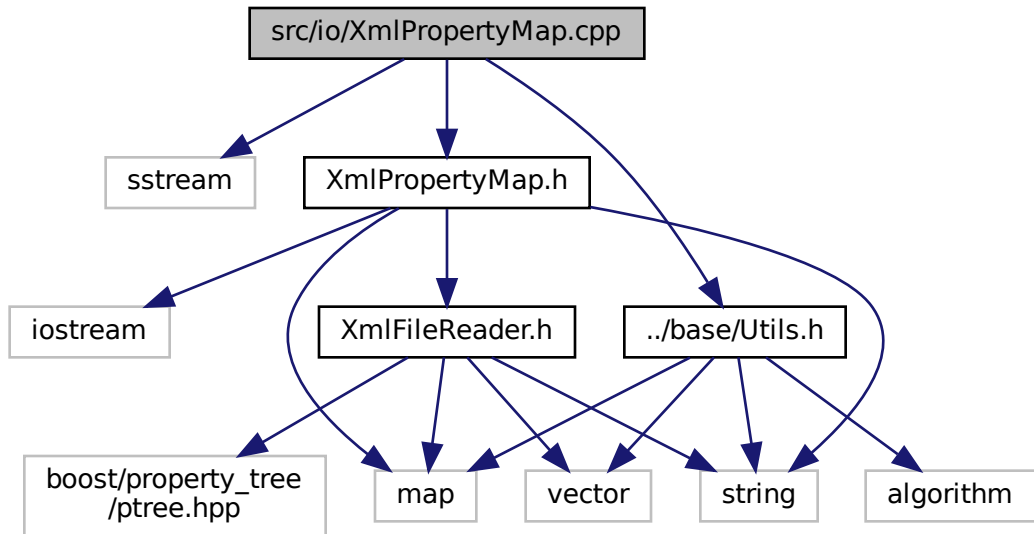 src/io/XmlPropertyMap.cpp
sstream
XmlPropertyMap.h
iostream
XmlFileReader.h
../base/Utils.h
boost/property_tree
/ptree.hpp
map
vector
string
algorithm